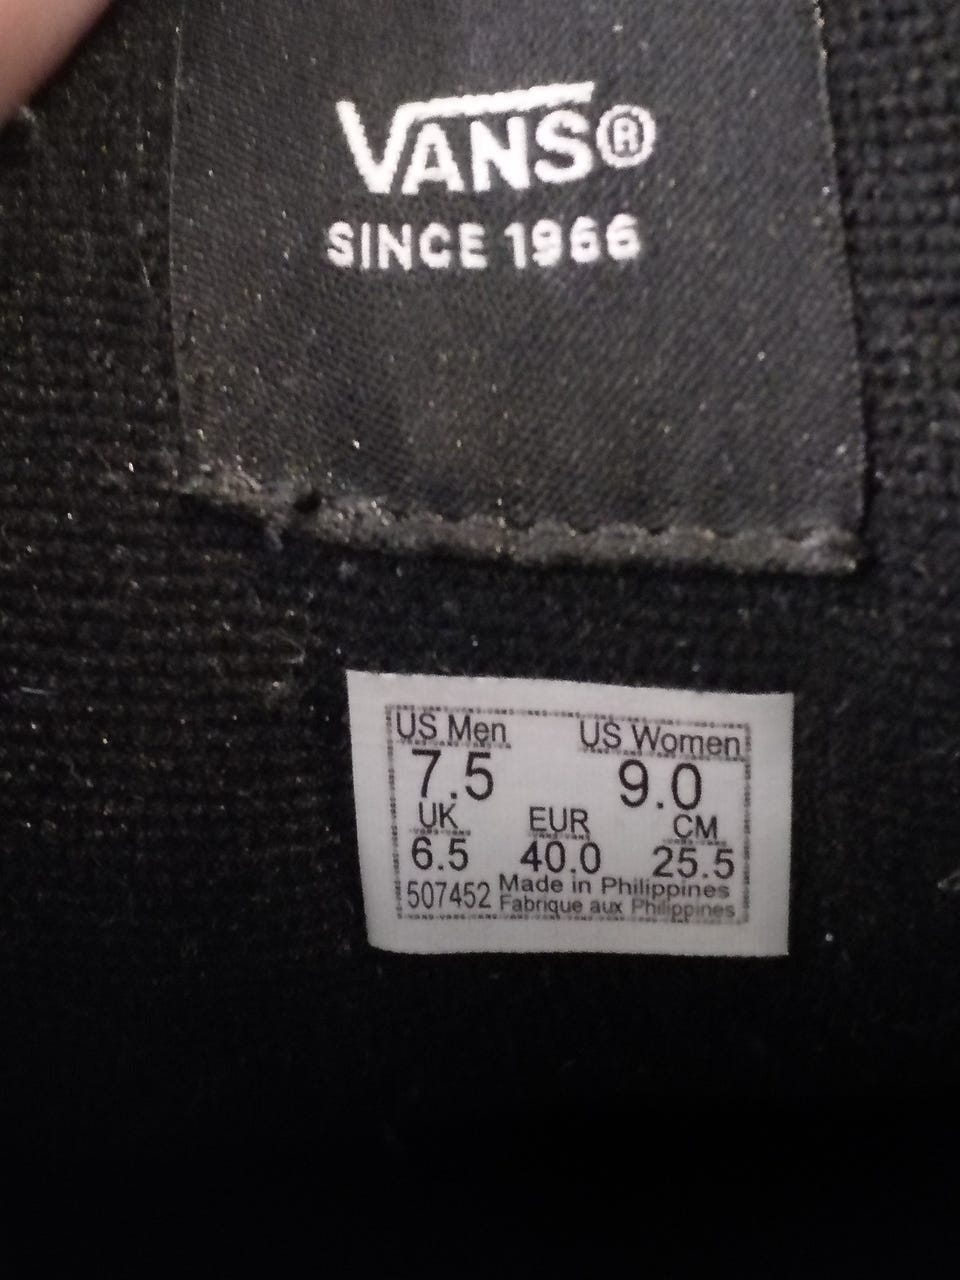 VANS®
SINCE 1966
US Men US Women
7.5 9.0
UK EUR CM
6.5 40.0 25.5
507452 Made in Philippines
Fabrique aux Philippines